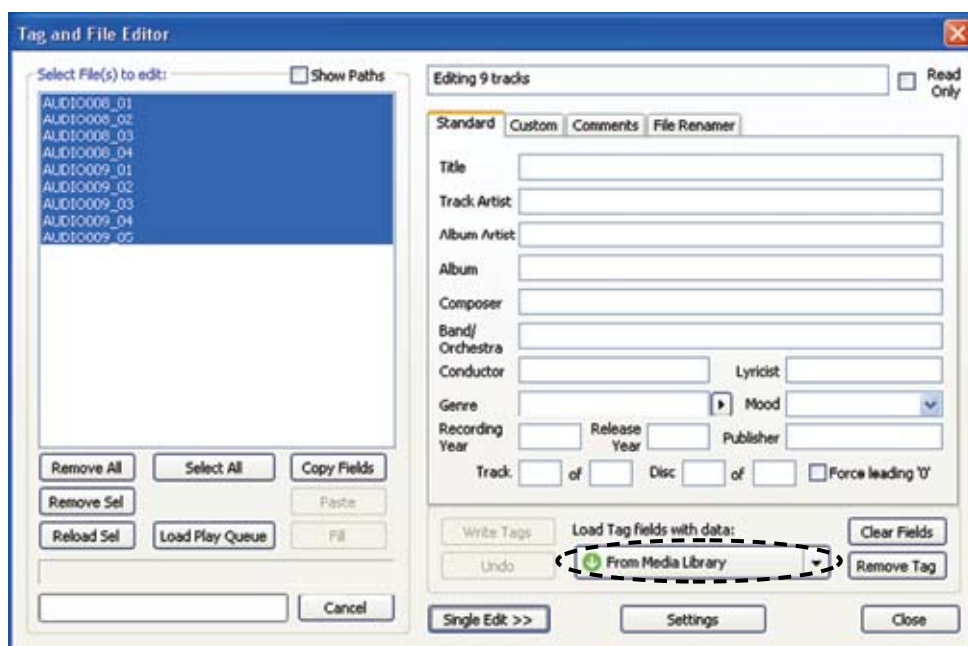 Tag and File Editor
Select File(s) to edit:
Show Paths
AUDIO008_01
AUDIO008_02
AUDIO008_03
AUDIO008_04
AUDIO009_01
AUDIO009_02
AUDIO009_03
AUDIO009_04
AUDIO009_05
Remove All
Select All
Copy Fields
Remove Sel
Paste
Reload Sel
Load Play Queue
Fill
Cancel
Editing 9 tracks
Read Only
Standard
Custom
Comments
File Renamer
Title
Track Artist
Album Artist
Album
Composer
Band/
Orchestra
Conductor
Lyricist
Genre
Mood
Recording
Year
Release
Year
Publisher
Track
of
Disc
of
Force leading '0'
Write Tags
Load Tag fields with data:
Clear Fields
Undo
From Media Library
Remove Tag
Single Edit >>
Settings
Close